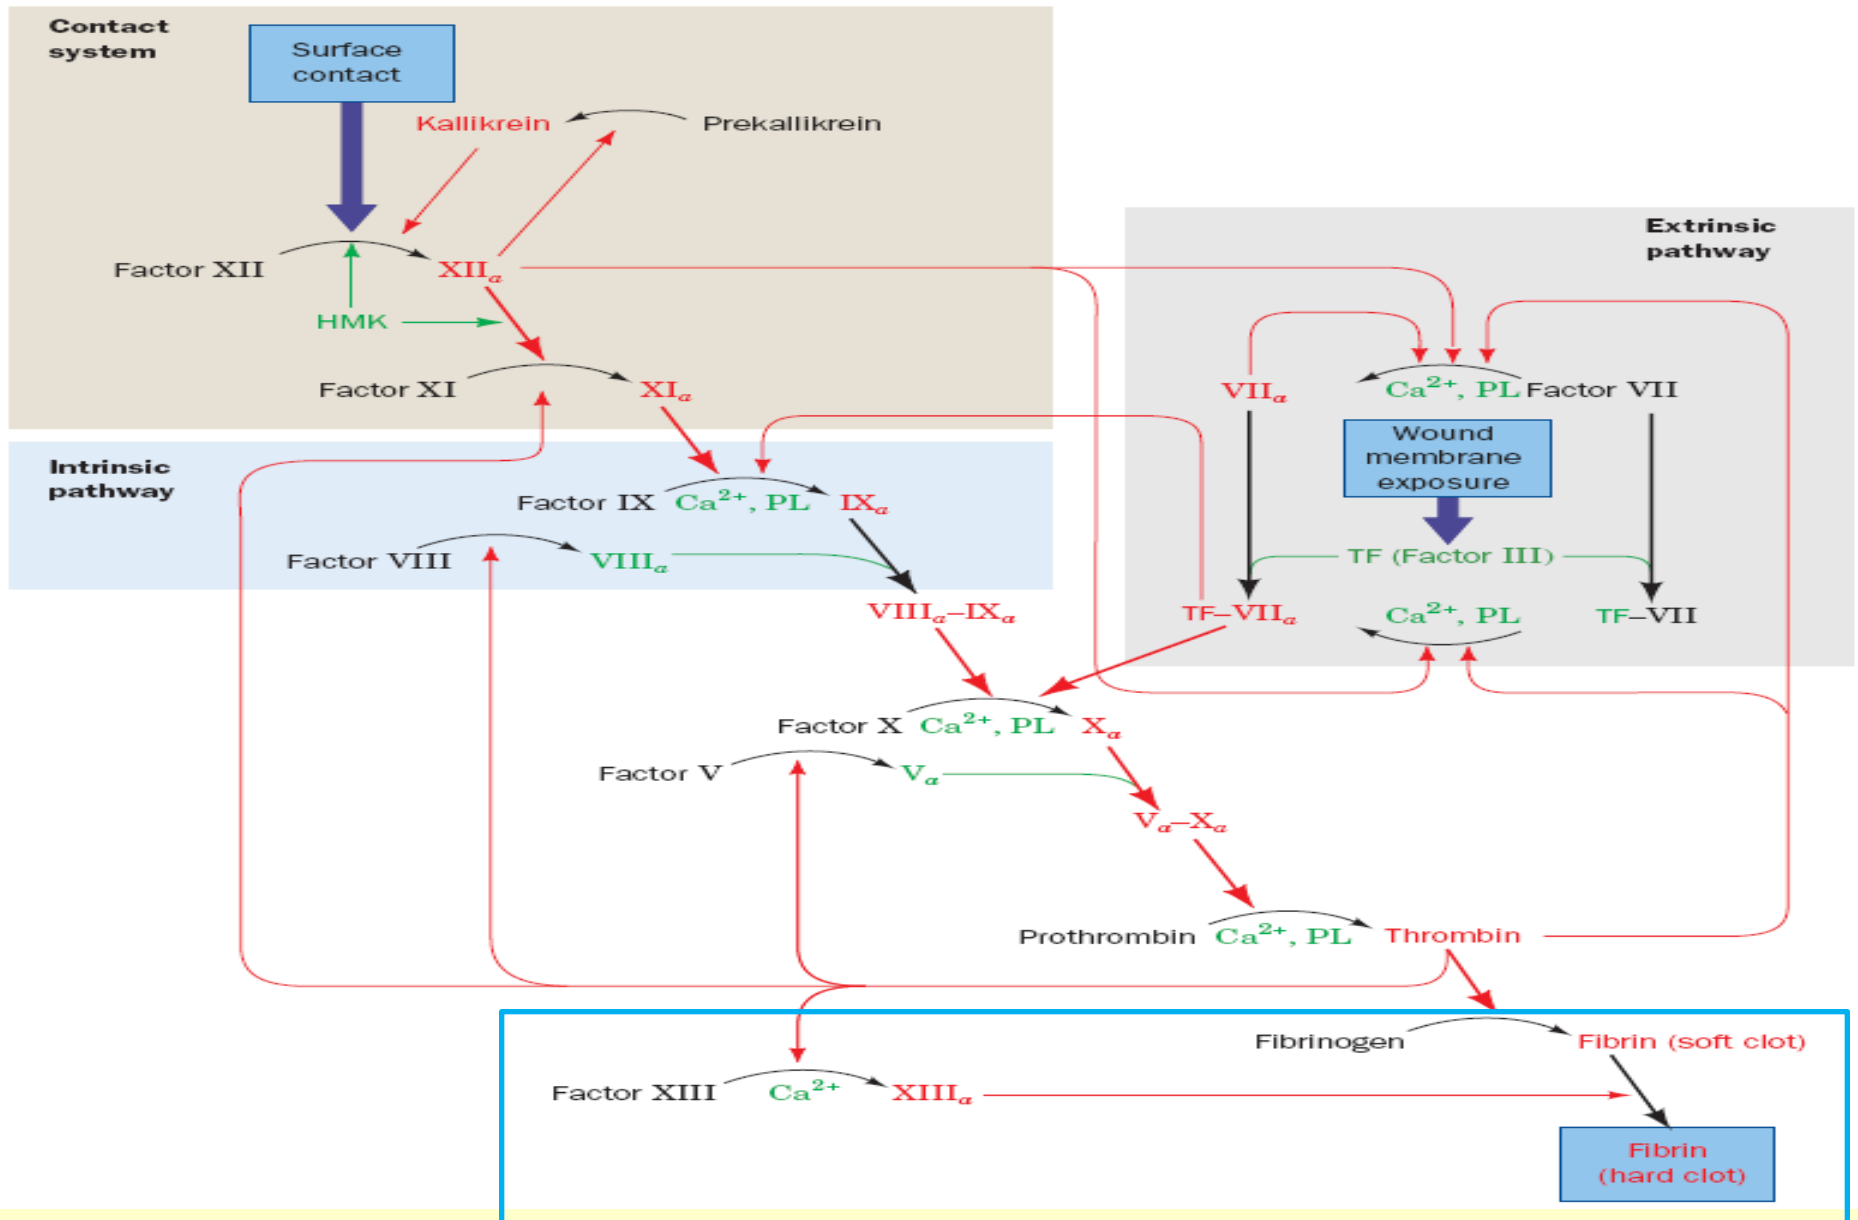 Contact
system
Surface
contact
Kallikrein
Prekallikrein
Factor XII
XIIa
HMK
Factor XI
XIa
Extrinsic
pathway
VIIa
Ca2+, PL
Factor VII
Wound
membrane
exposure
TF (Factor III)
TF–VIIa
Ca2+, PL
TF–VII
Intrinsic
pathway
Factor IX
Ca2+, PL
IXa
Factor VIII
VIIIa
VIIIa–IXa
Factor X
Ca2+, PL
Xa
Factor V
Va
Va–Xa
Prothrombin
Ca2+, PL
Thrombin
Fibrinogen
Fibrin (soft clot)
Factor XIII
Ca2+
XIIIa
Fibrin
(hard clot)